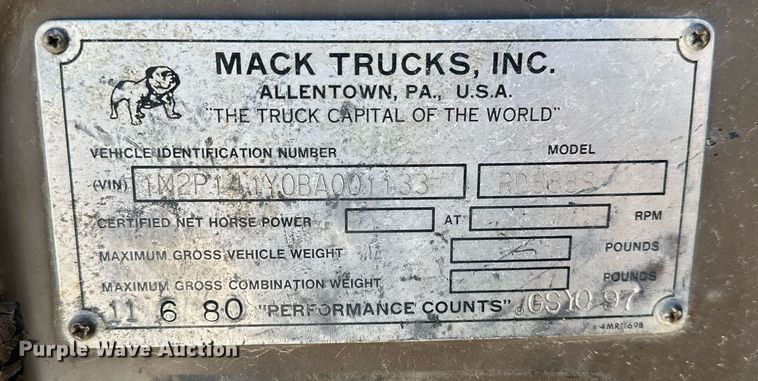 MACK TRUCKS, INC.
ALLENTOWN, PA., U.S.A.
"THE TRUCK CAPITAL OF THE WORLD"
VEHICLE IDENTIFICATION NUMBER MODEL
(VIN)
CERTIFIED NET HORSE POWER AT RPM
MAXIMUM GROSS VEHICLE WEIGHT POUNDS
MAXIMUM GROSS COMBINATION WEIGHT POUNDS
11 6 80 "PERFORMANCE COUNTS"
Purple Wave Auction